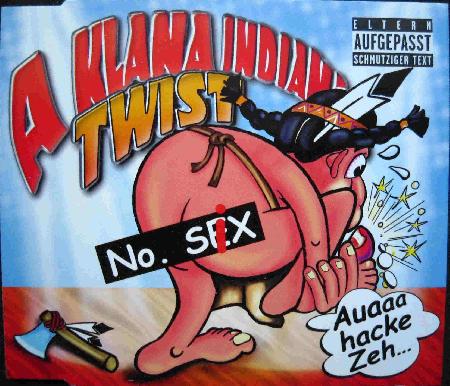 A KLANA INDIANA
TWIST
ELTERN
AUFGEPASST
SCHMUTZIGER TEXT
No. SEX
Auaaa
hacke
Zeh...